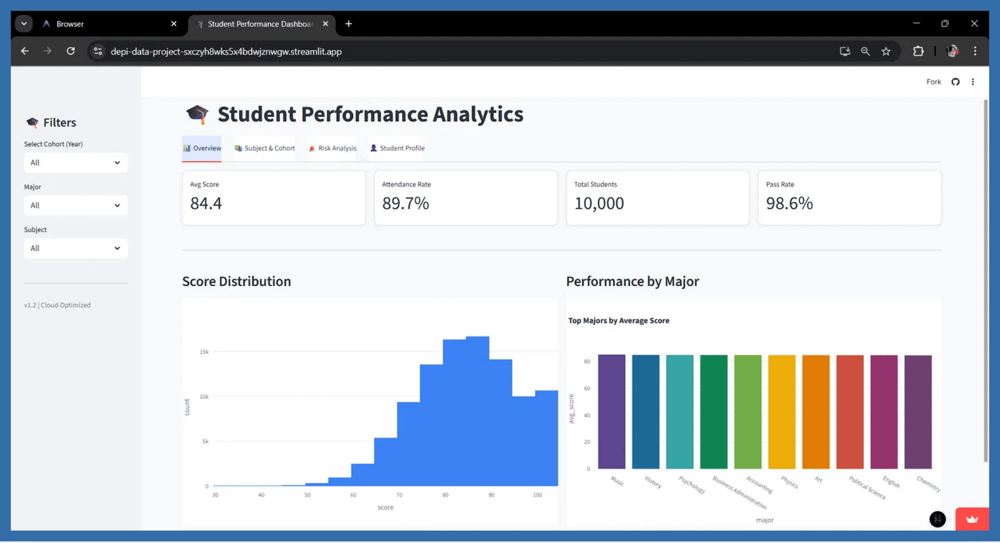 Browser
Student Performance Dashboar
depi-data-project-sxczyh8wks5x4bdwjznwgw.streamlit.app
Fork
Filters
Select Cohort (Year)
All
Major
All
Subject
All
v1.2 | Cloud Optimized
Student Performance Analytics
Overview
Subject & Cohort
Risk Analysis
Student Profile
Avg Score
84.4
Attendance Rate
89.7%
Total Students
10,000
Pass Rate
98.6%
Score Distribution
15k
10k
5k
0
count
30 40 50 60 70 80 90 100
score
Performance by Major
Top Majors by Average Score
80
60
40
20
0
avg_score
Music
History
Psychology
Business Administration
Accounting
Physics
Art
Political Science
English
Chemistry
major